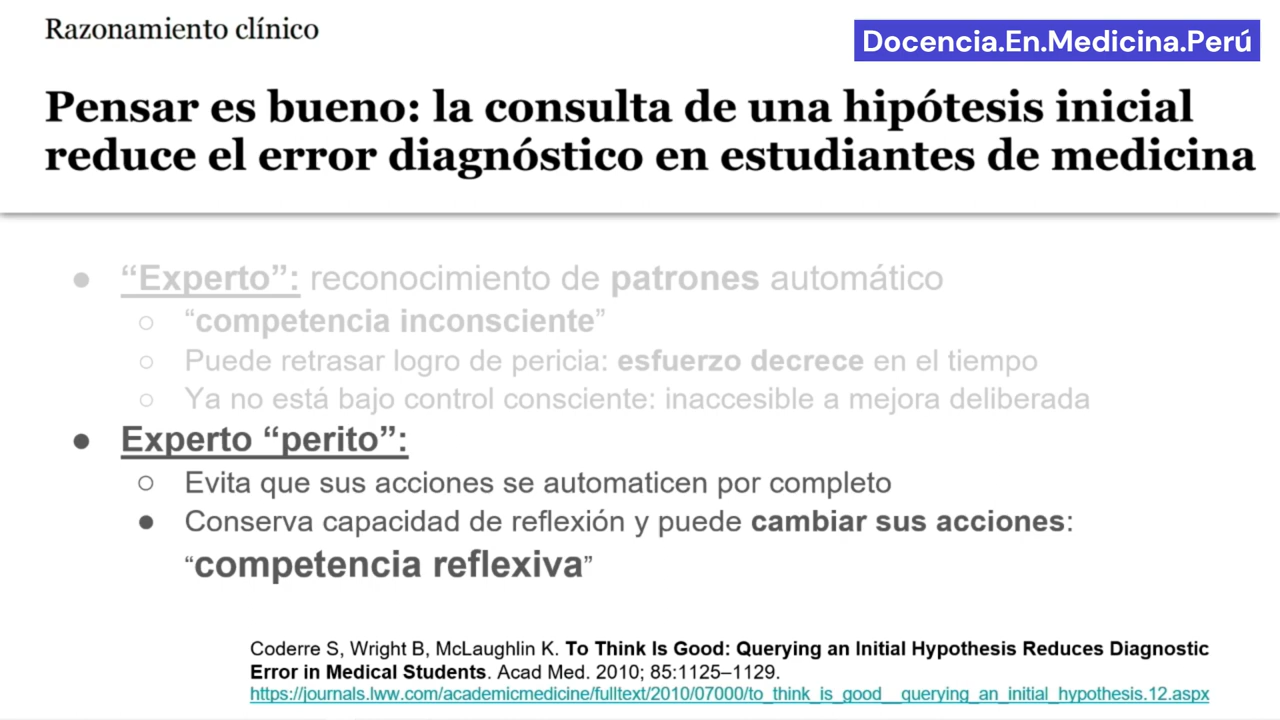 Razonamiento clínico
Docencia.En.Medicina.Perú
Pensar es bueno: la consulta de una hipótesis inicial
reduce el error diagnóstico en estudiantes de medicina
● “Experto”: reconocimiento de patrones automático
○ “competencia inconsciente”
○ Puede retrasar logro de pericia: esfuerzo decrece en el tiempo
○ Ya no está bajo control consciente: inaccesible a mejora deliberada
● Experto “perito”:
○ Evita que sus acciones se automaticen por completo
● Conserva capacidad de reflexión y puede cambiar sus acciones:
“competencia reflexiva”
Coderre S, Wright B, McLaughlin K. To Think Is Good: Querying an Initial Hypothesis Reduces Diagnostic
Error in Medical Students. Acad Med. 2010; 85:1125–1129.
https://journals.lww.com/academicmedicine/fulltext/2010/07000/to_think_is_good__querying_an_initial_hypothesis.12.aspx